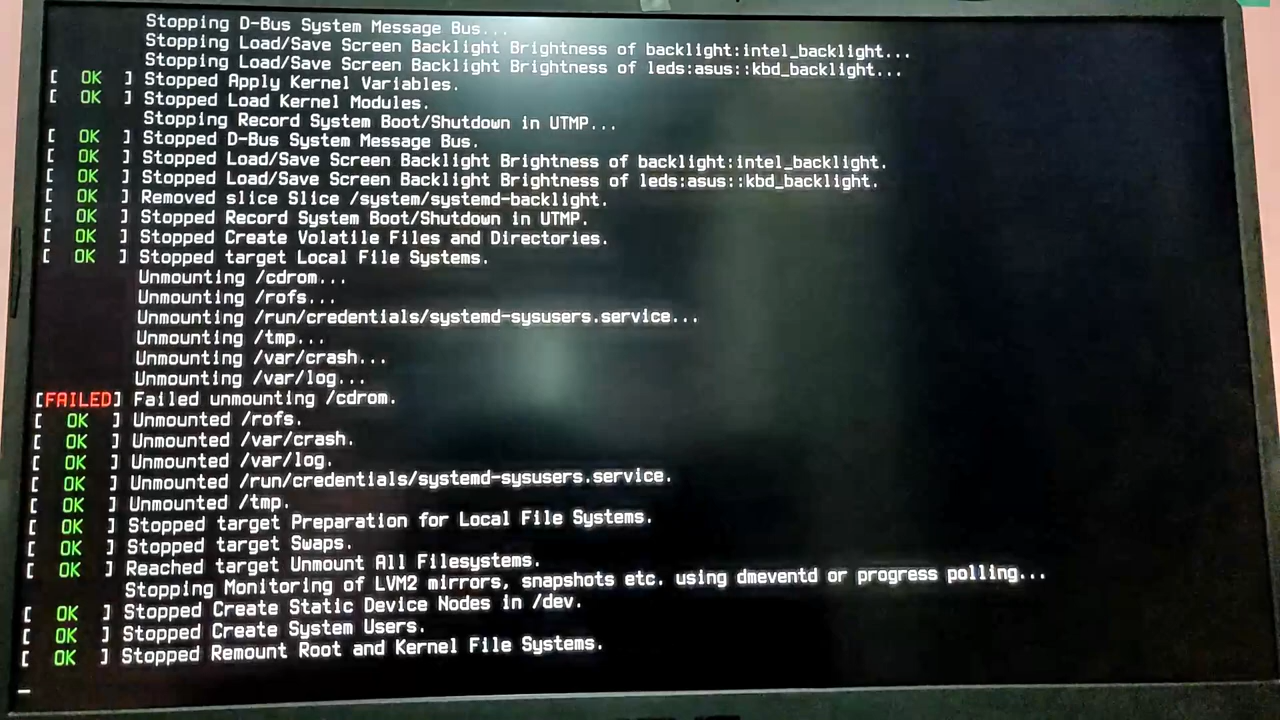 Stopping D-Bus System Message Bus...
Stopping Load/Save Screen Backlight Brightness of backlight:intel_backlight...
Stopping Load/Save Screen Backlight Brightness of leds:asus::kbd_backlight...
[  OK  ] Stopped Apply Kernel Variables.
[  OK  ] Stopped Load Kernel Modules.
Stopping Record System Boot/Shutdown in UTMP...
[  OK  ] Stopped D-Bus System Message Bus.
[  OK  ] Stopped Load/Save Screen Backlight Brightness of backlight:intel_backlight.
[  OK  ] Stopped Load/Save Screen Backlight Brightness of leds:asus::kbd_backlight.
[  OK  ] Removed slice Slice /system/systemd-backlight.
[  OK  ] Stopped Record System Boot/Shutdown in UTMP.
[  OK  ] Stopped Create Volatile Files and Directories.
[  OK  ] Stopped target Local File Systems.
Unmounting /cdrom...
Unmounting /rofs...
Unmounting /run/credentials/systemd-sysusers.service...
Unmounting /tmp...
Unmounting /var/crash...
Unmounting /var/log...
[FAILED] Failed unmounting /cdrom.
[  OK  ] Unmounted /rofs.
[  OK  ] Unmounted /var/crash.
[  OK  ] Unmounted /var/log.
[  OK  ] Unmounted /run/credentials/systemd-sysusers.service.
[  OK  ] Unmounted /tmp.
[  OK  ] Stopped target Preparation for Local File Systems.
[  OK  ] Stopped target Swaps.
[  OK  ] Reached target Unmount All Filesystems.
Stopping Monitoring of LVM2 mirrors, snapshots etc. using dmeventd or progress polling...
[  OK  ] Stopped Create Static Device Nodes in /dev.
[  OK  ] Stopped Create System Users.
[  OK  ] Stopped Remount Root and Kernel File Systems.